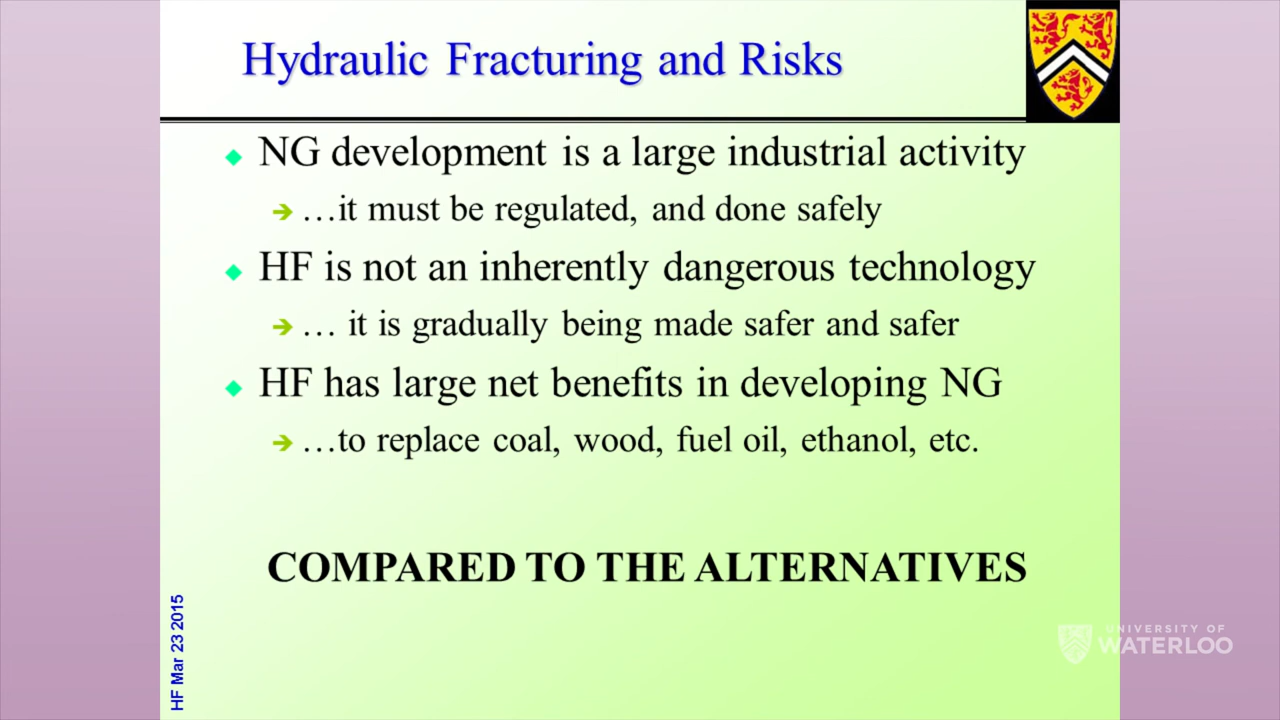 Hydraulic Fracturing and Risks
NG development is a large industrial activity
…it must be regulated, and done safely
HF is not an inherently dangerous technology
… it is gradually being made safer and safer
HF has large net benefits in developing NG
…to replace coal, wood, fuel oil, ethanol, etc.
COMPARED TO THE ALTERNATIVES
HF Mar 23 2015
UNIVERSITY OF
WATERLOO